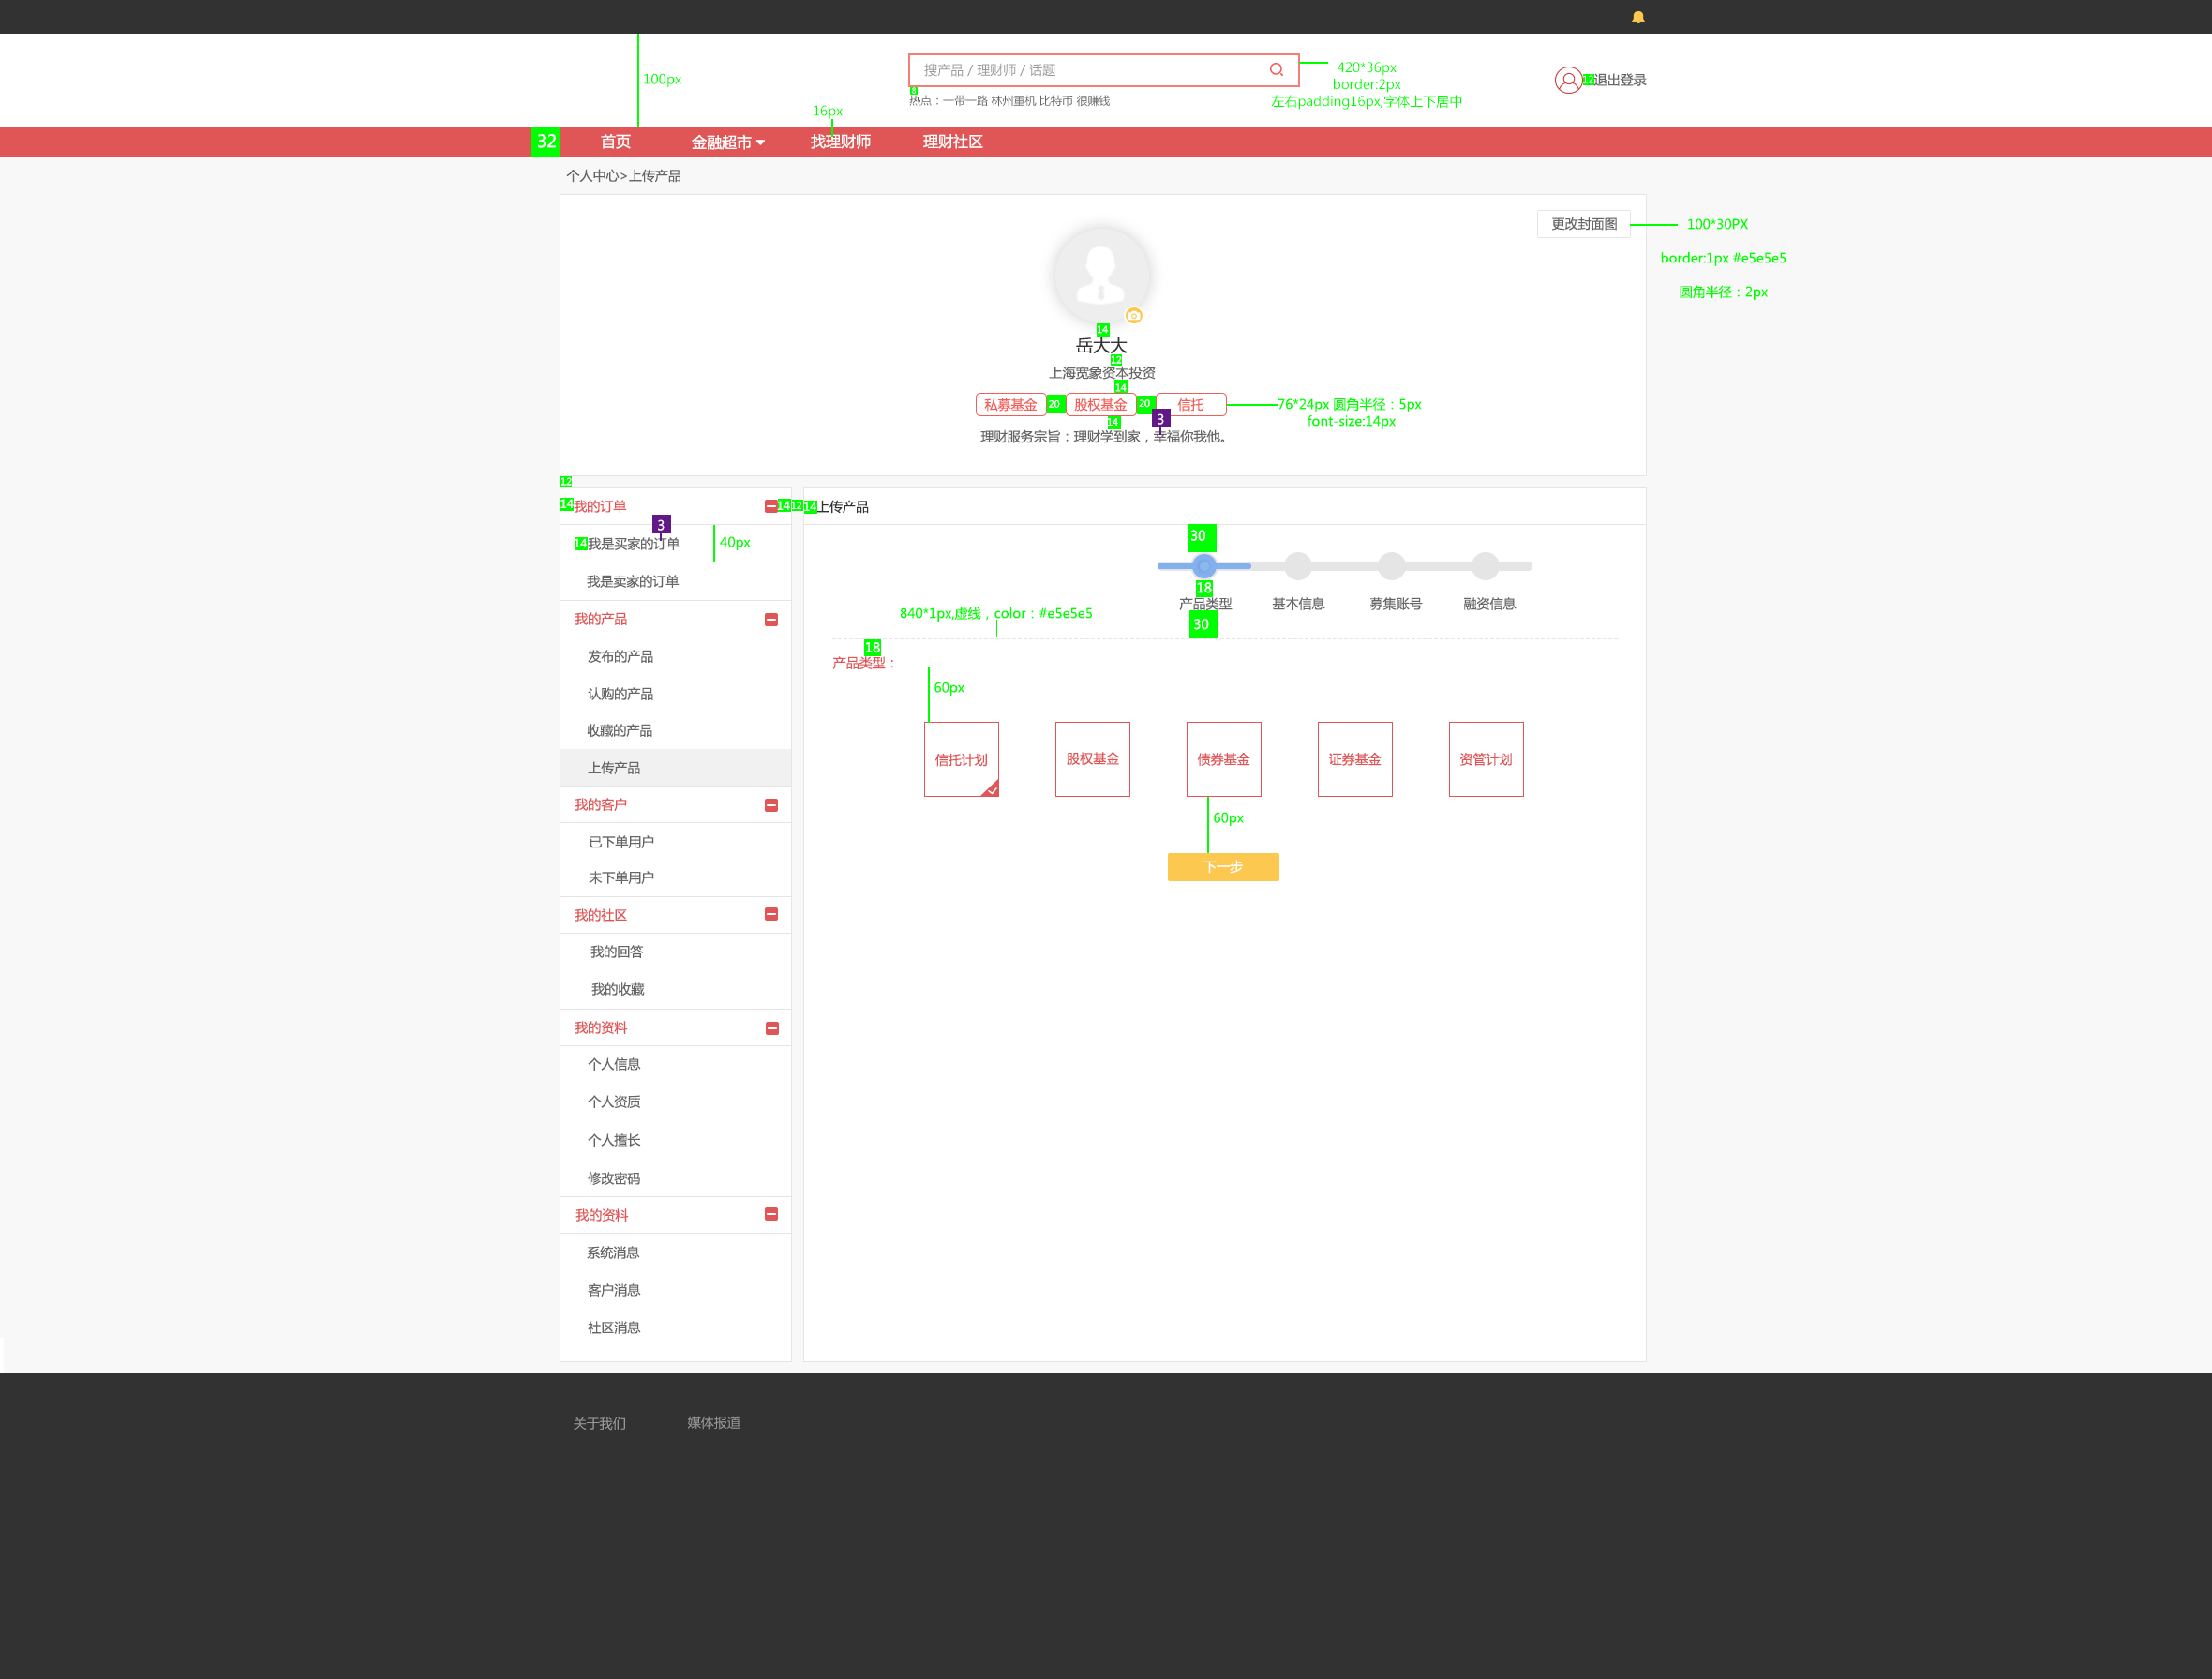 100px
搜产品 / 理财师 / 话题
420*36px
border:2px
左右padding16px,字体上下居中
12
退出登录
8
热点：一带一路 林州重机 比特币 很赚钱
16px
32
首页
金融超市
找理财师
理财社区
个人中心>上传产品
更改封面图
100*30PX
border:1px #e5e5e5
圆角半径：2px
14
岳大大
12
上海宽象资本投资
14
私募基金
20
股权基金
20
信托
76*24px 圆角半径：5px
font-size:14px
14
3
理财服务宗旨：理财学到家，幸福你我他。
12
14
我的订单
14
12
14
上传产品
3
14
我是买家的订单
40px
我是卖家的订单
我的产品
发布的产品
认购的产品
收藏的产品
上传产品
我的客户
已下单用户
未下单用户
我的社区
我的回答
我的收藏
我的资料
个人信息
个人资质
个人擅长
修改密码
我的资料
系统消息
客户消息
社区消息
30
18
产品类型
基本信息
募集账号
融资信息
30
840*1px,虚线，color：#e5e5e5
18
产品类型：
60px
信托计划
股权基金
债券基金
证券基金
资管计划
60px
下一步
关于我们
媒体报道